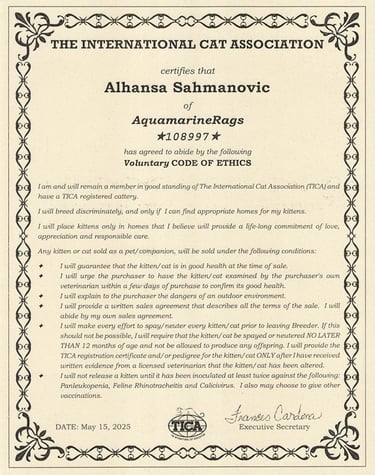 THE INTERNATIONAL CAT ASSOCIATION
certifies that
Alhansa Sahmanovic
of
AquamarineRags
★108997★
has agreed to abide by the following
Voluntary CODE OF ETHICS
I am and will remain a member in good standing of The International Cat Association (TICA) and
have a TICA registered cattery.
I will breed discriminately, and only if I can find appropriate homes for my kittens.
I will place kittens only in homes that I believe will provide a life-long commitment of love,
appreciation and responsible care.
Any kitten or cat sold as a pet/companion, will be sold under the following conditions:
✦ I will guarantee that the kitten/cat is in good health at the time of sale.
✦ I will urge the purchaser to have the kitten/cat examined by the purchaser's own
veterinarian within a few days of purchase to confirm its good health.
✦ I will explain to the purchaser the dangers of an outdoor environment.
✦ I will provide a written sales agreement that describes all the terms of the sale. I will
abide by my own sales agreement.
✦ I will make every effort to spay/neuter every kitten/cat prior to leaving Breeder. If this
should not be possible, I will require that the kitten/cat be spayed or neutered NO LATER
THAN 12 months of age and not be allowed to produce any offspring. I will provide the
TICA registration certificate and/or pedigree for the kitten/cat ONLY after I have received
written evidence from a licensed veterinarian that the kitten/cat has been altered.
✦ I will not release a kitten until it has been inoculated at least twice against the following:
Panleukopenia, Feline Rhinotracheitis and Calicivirus. I also may choose to give other
vaccinations.
Frances Cardona
DATE: May 15, 2025
TICA
Executive Secretary